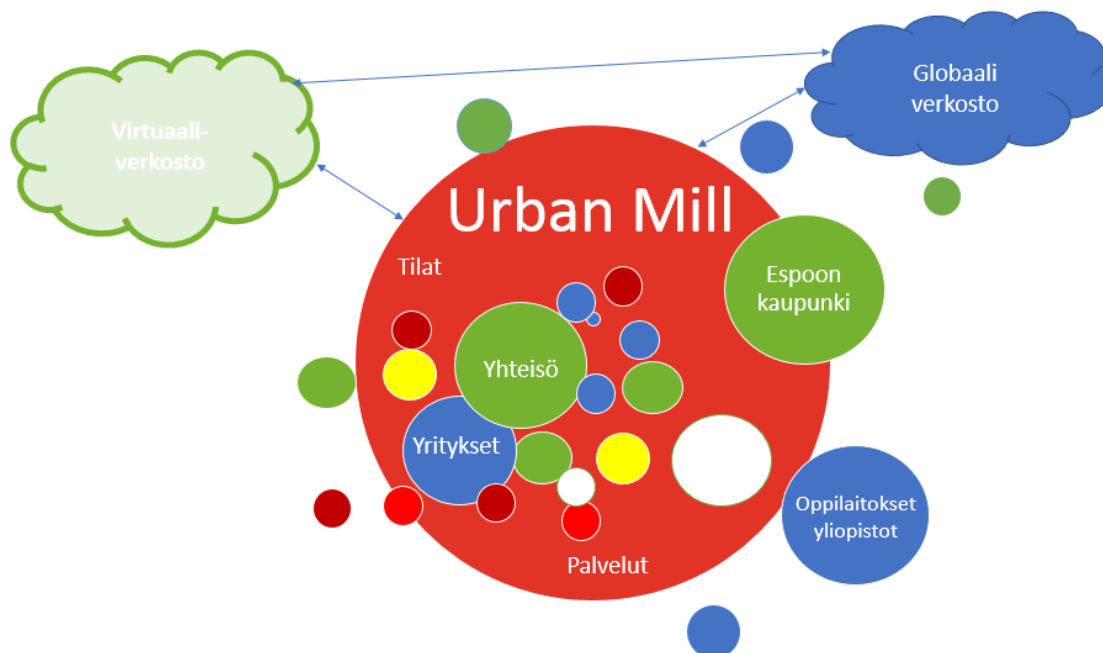 Virtuaali-
verkosto
Globaali
verkosto
Urban Mill
Tilat
Espoon
kaupunki
Yhteisö
Yritykset
Oppilaitokset
yliopistot
Palvelut